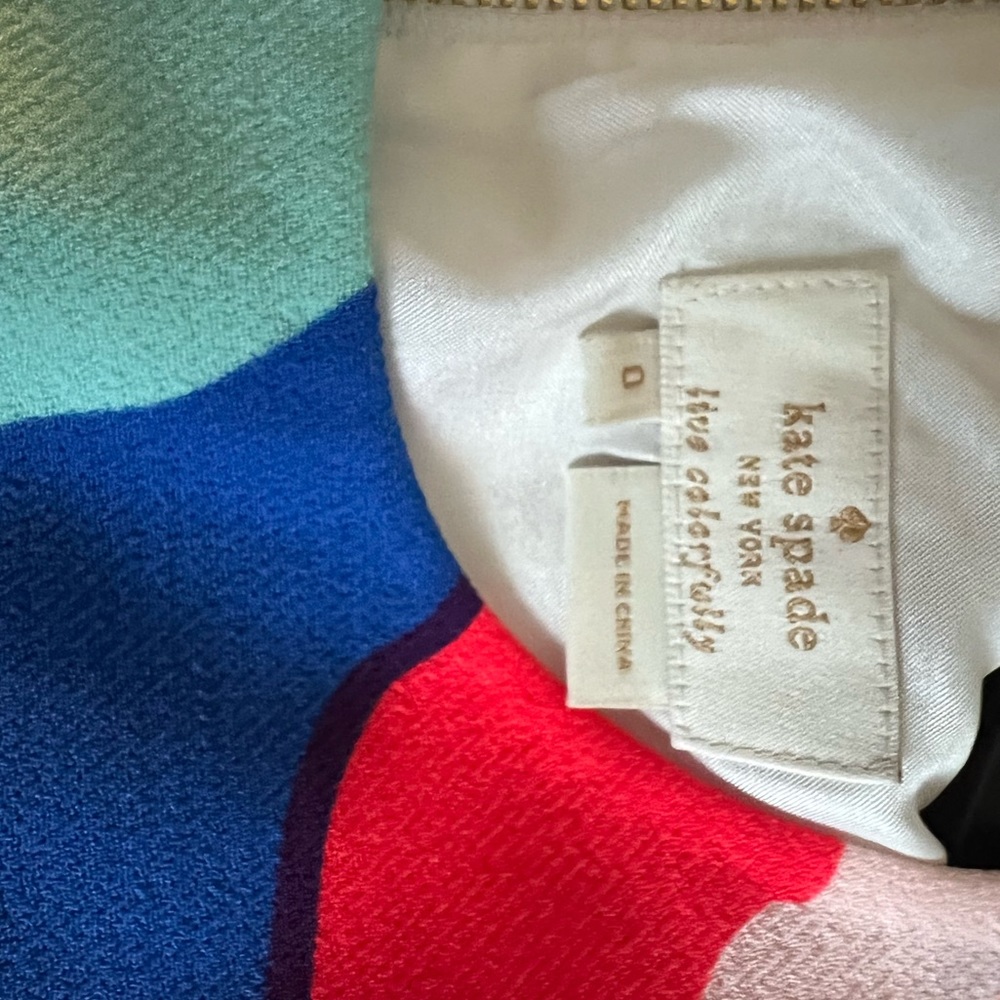 kate spade
NEW YORK
live colorfully
0
MADE IN CHINA